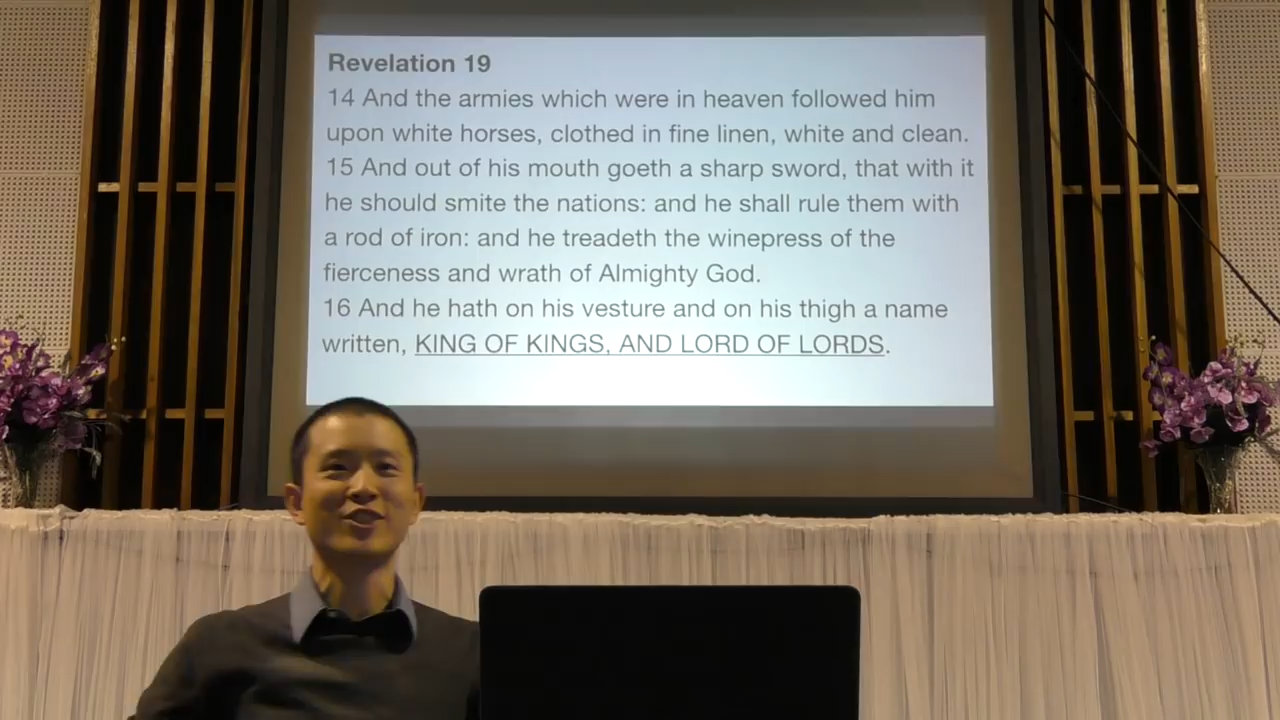 Revelation 19
14 And the armies which were in heaven followed him
upon white horses, clothed in fine linen, white and clean.
15 And out of his mouth goeth a sharp sword, that with it
he should smite the nations: and he shall rule them with
a rod of iron: and he treadeth the winepress of the
fierceness and wrath of Almighty God.
16 And he hath on his vesture and on his thigh a name
written, KING OF KINGS, AND LORD OF LORDS.